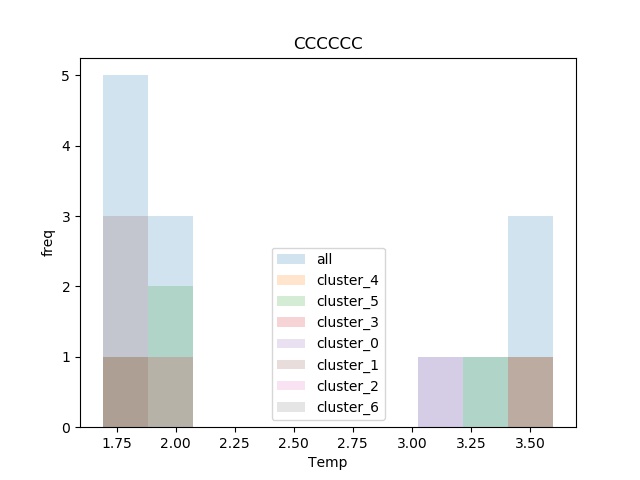 CCCCCC
5
4
3
2
1
0
freq
all
cluster_4
cluster_5
cluster_3
cluster_0
cluster_1
cluster_2
cluster_6
1.75 2.00 2.25 2.50 2.75 3.00 3.25 3.50
Temp